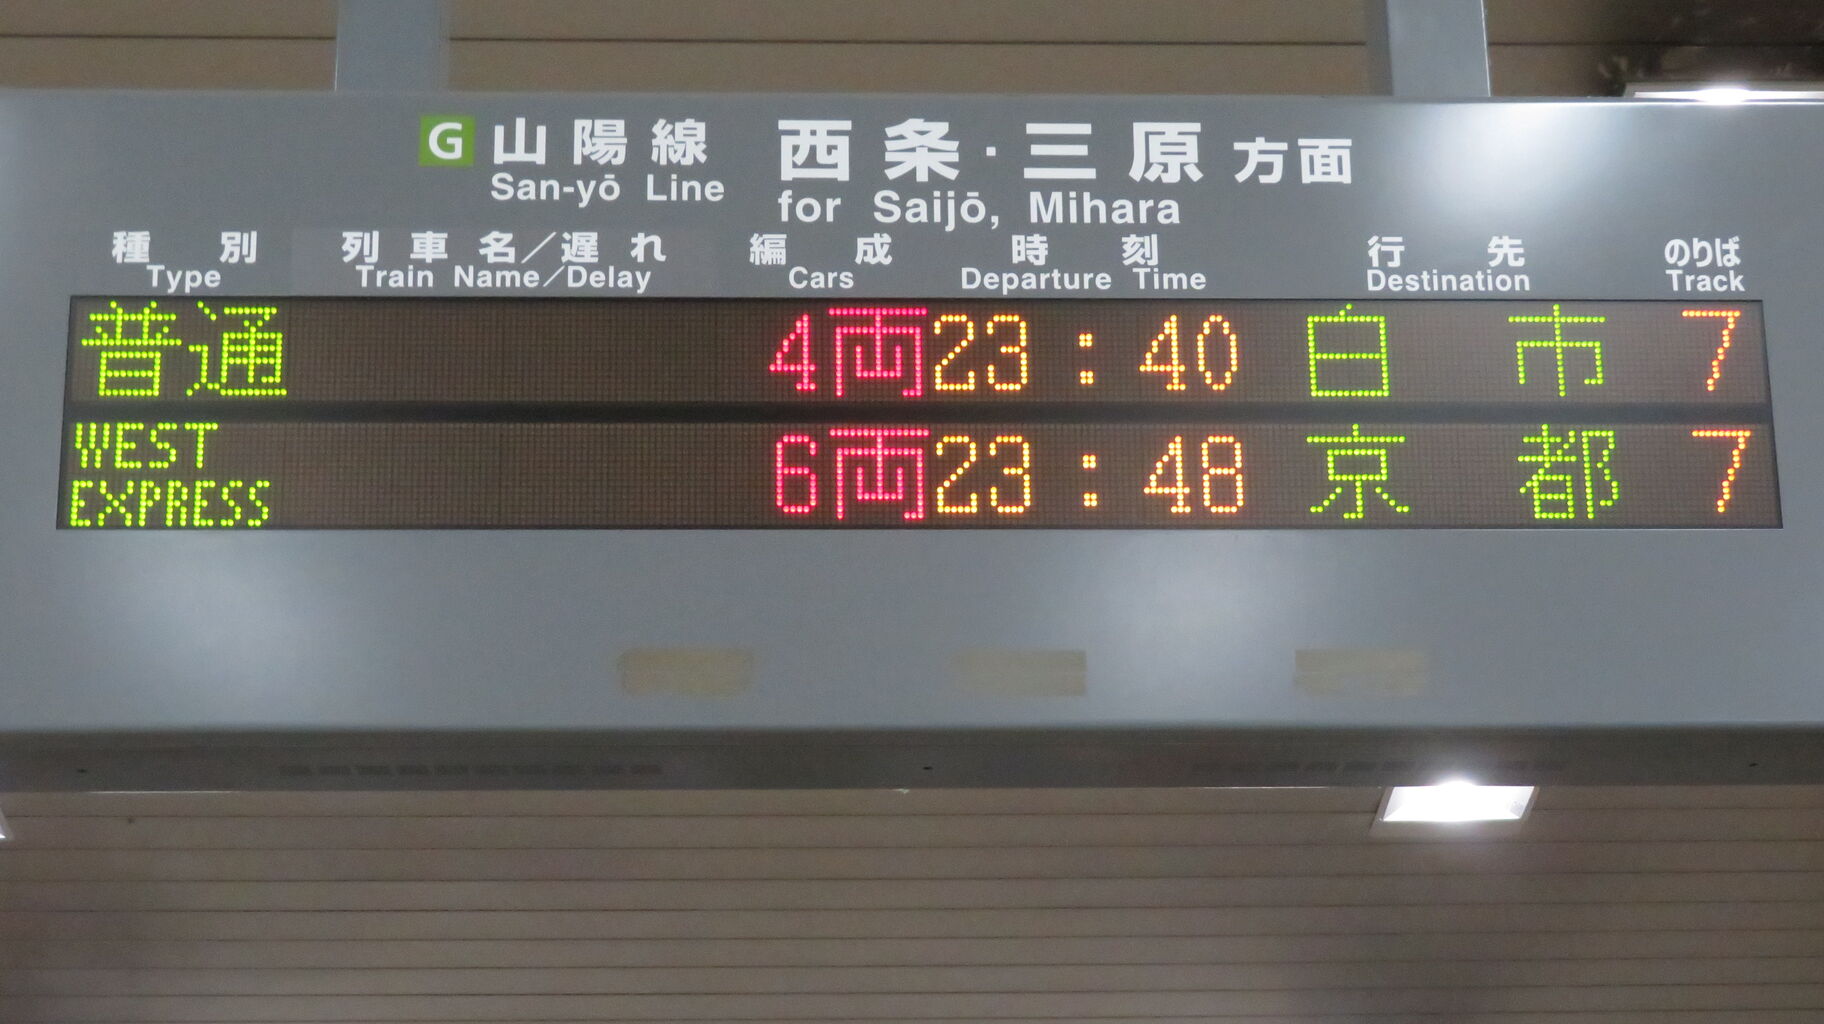 G 山陽線 西条・三原方面
San-yō Line for Saijō, Mihara
種別 列車名／遅れ 編成 時刻 行先 のりば
Type Train Name／Delay Cars Departure Time Destination Track
普通 4両 23:40 白市 7
WEST
EXPRESS 6両 23:48 京都 7